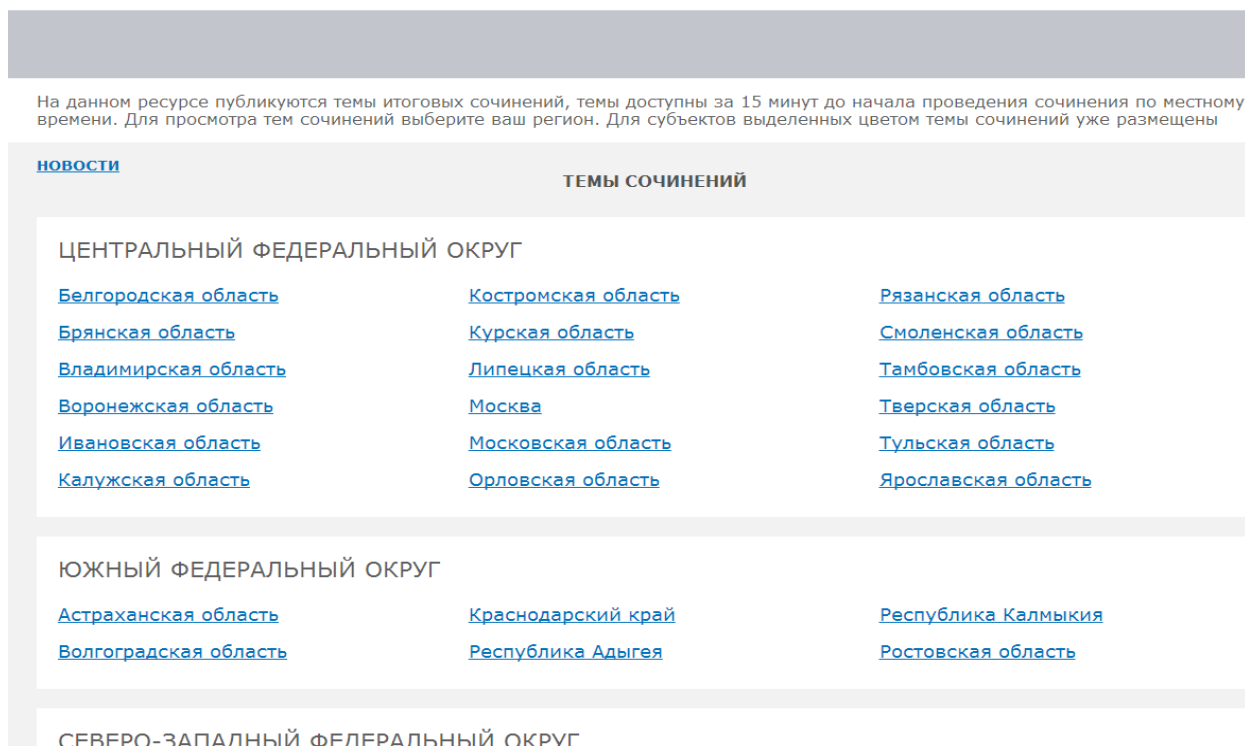 На данном ресурсе публикуются темы итоговых сочинений, темы доступны за 15 минут до начала проведения сочинения по местному
времени. Для просмотра тем сочинений выберите ваш регион. Для субъектов выделенных цветом темы сочинений уже размещены
НОВОСТИ
ТЕМЫ СОЧИНЕНИЙ
ЦЕНТРАЛЬНЫЙ ФЕДЕРАЛЬНЫЙ ОКРУГ
Белгородская область Костромская область Рязанская область
Брянская область Курская область Смоленская область
Владимирская область Липецкая область Тамбовская область
Воронежская область Москва Тверская область
Ивановская область Московская область Тульская область
Калужская область Орловская область Ярославская область
ЮЖНЫЙ ФЕДЕРАЛЬНЫЙ ОКРУГ
Астраханская область Краснодарский край Республика Калмыкия
Волгоградская область Республика Адыгея Ростовская область
СЕВЕРО-ЗАПАДНЫЙ ФЕДЕРАЛЬНЫЙ ОКРУГ